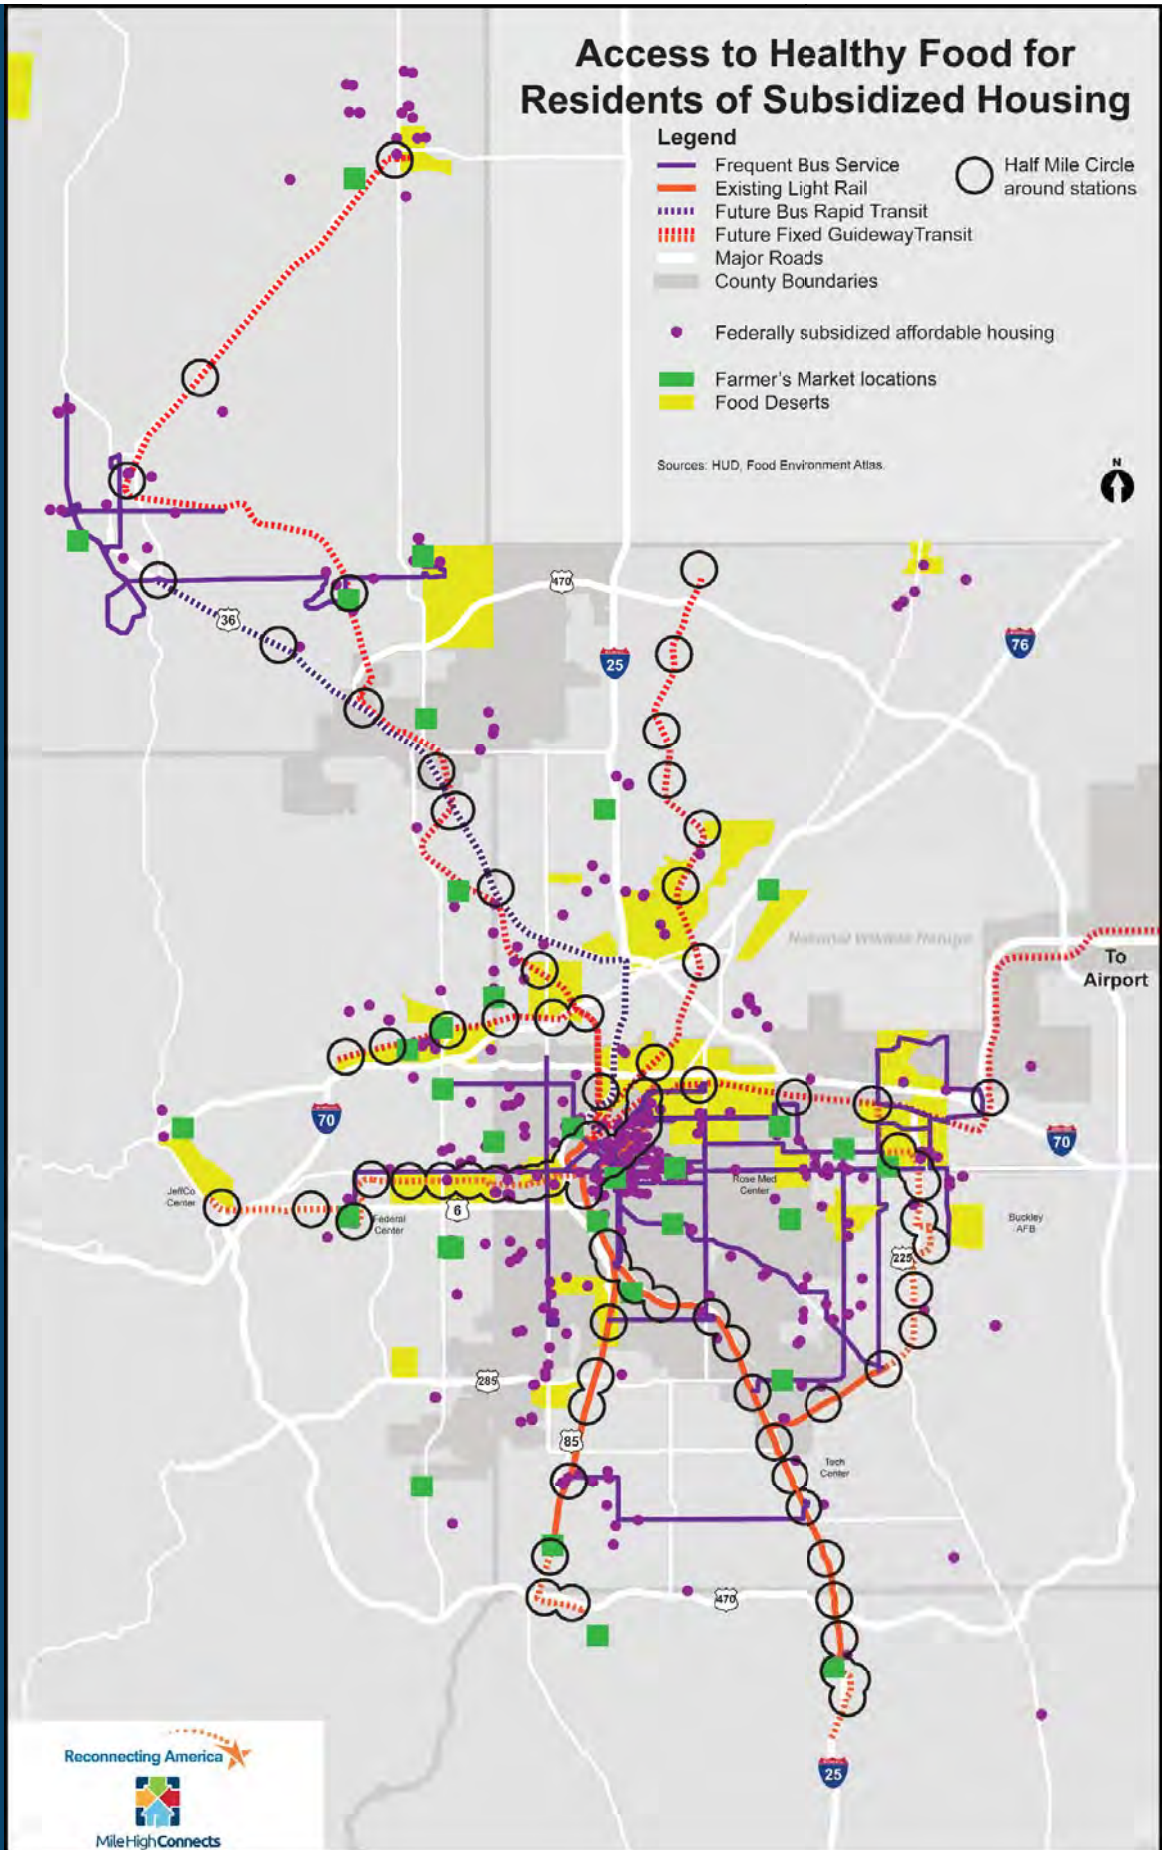 Access to Healthy Food for
Residents of Subsidized Housing
Legend
Frequent Bus Service
Existing Light Rail
Future Bus Rapid Transit
Future Fixed GuidewayTransit
Major Roads
County Boundaries
Half Mile Circle
around stations
Federally subsidized affordable housing
Farmer's Market locations
Food Deserts
Sources: HUD, Food Environment Atlas.
N
470
36
25
76
National Wildlife Refuge
To
Airport
70
70
JeffCo
Center
Federal
Center
6
Rose Med
Center
Buckley
AFB
225
285
85
Tech
Center
470
25
Reconnecting America
MileHighConnects